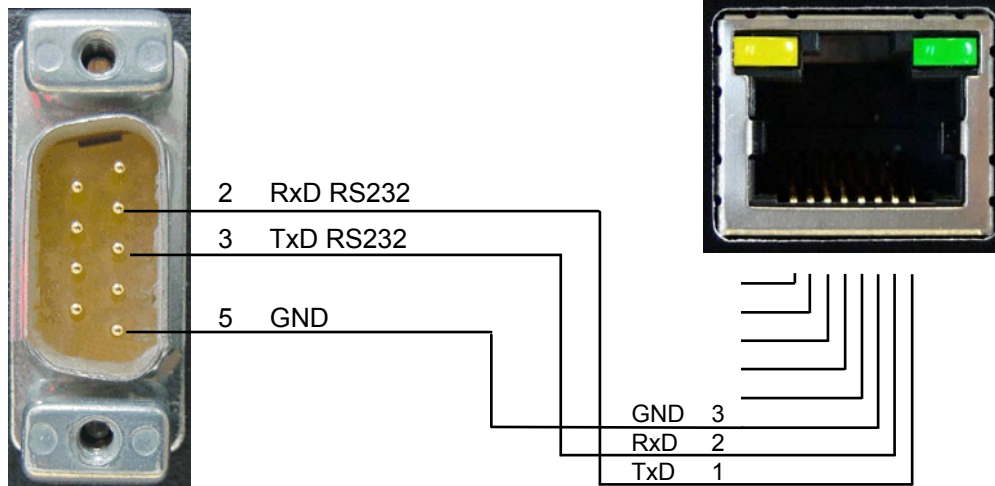 2 RxD RS232
3 TxD RS232
5 GND
GND 3
RxD 2
TxD 1